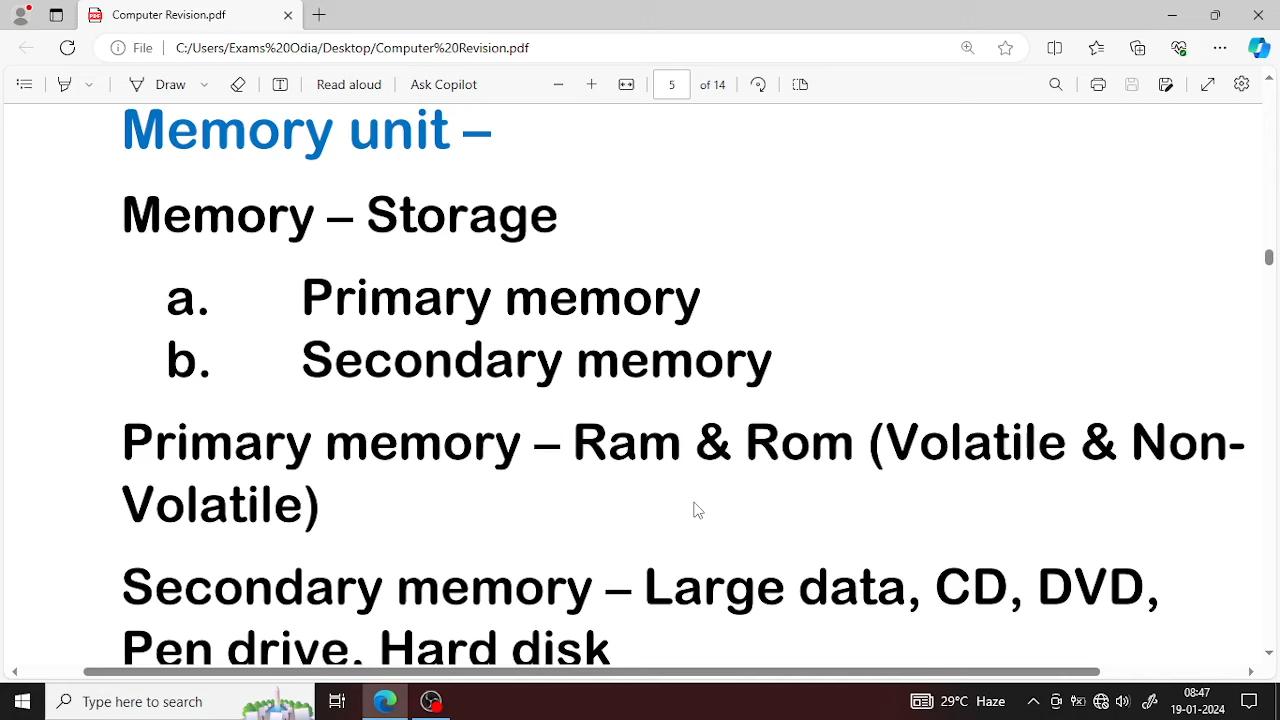 Computer Revision.pdf
File
C:/Users/Exams%20Odia/Desktop/Computer%20Revision.pdf
Draw
Read aloud
Ask Copilot
5
of 14
Memory unit –
Memory – Storage
a. Primary memory
b. Secondary memory
Primary memory – Ram & Rom (Volatile & Non-
Volatile)
Secondary memory – Large data, CD, DVD,
Pen drive, Hard disk
Type here to search
29°C Haze
08:47
19-01-2024